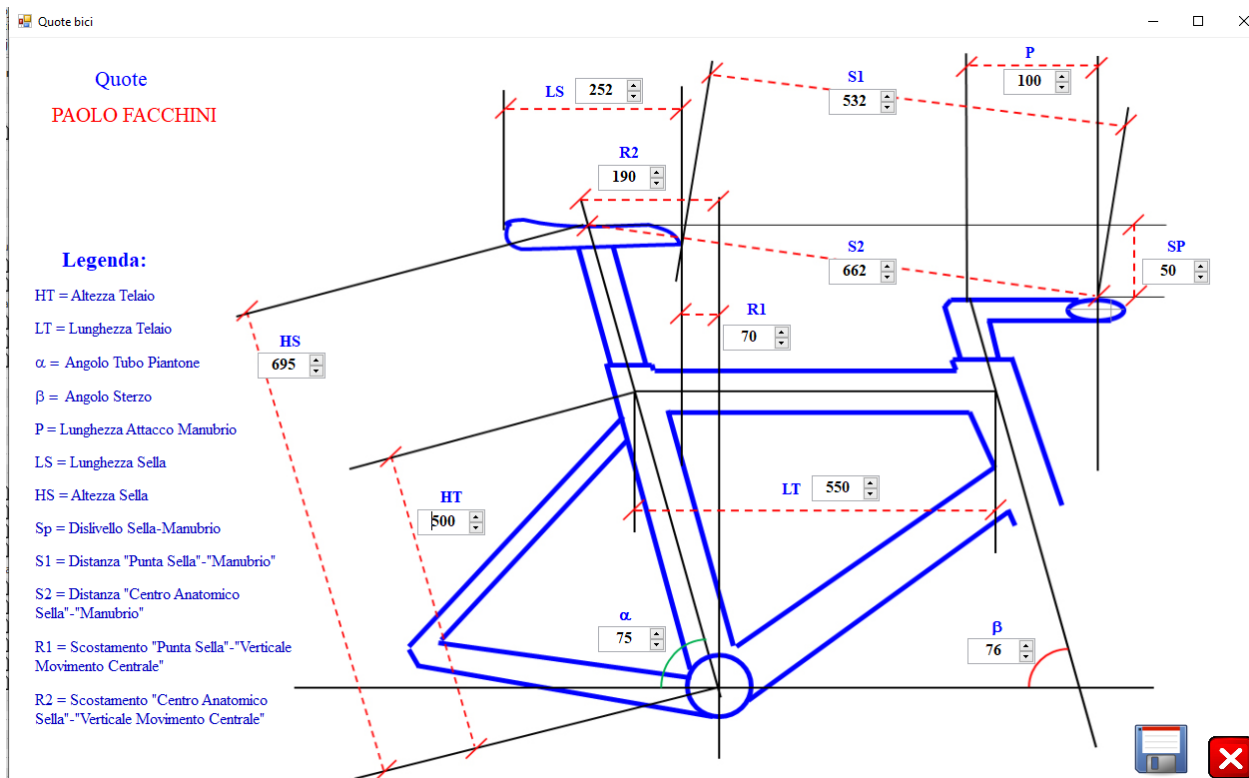 Quote bici
Quote
PAOLO FACCHINI
P
100
S1
532
LS 252
R2
190
Legenda:
S2
662
SP
50
HT = Altezza Telaio
R1
70
LT = Lunghezza Telaio
HS
695
α = Angolo Tubo Piantone
β = Angolo Sterzo
P = Lunghezza Attacco Manubrio
LS = Lunghezza Sella
HS = Altezza Sella
LT 550
HT
500
Sp = Dislivello Sella-Manubrio
S1 = Distanza "Punta Sella"-"Manubrio"
S2 = Distanza "Centro Anatomico
Sella"-"Manubrio"
α
75
β
76
R1 = Scostamento "Punta Sella"-"Verticale
Movimento Centrale"
R2 = Scostamento "Centro Anatomico
Sella"-"Verticale Movimento Centrale"